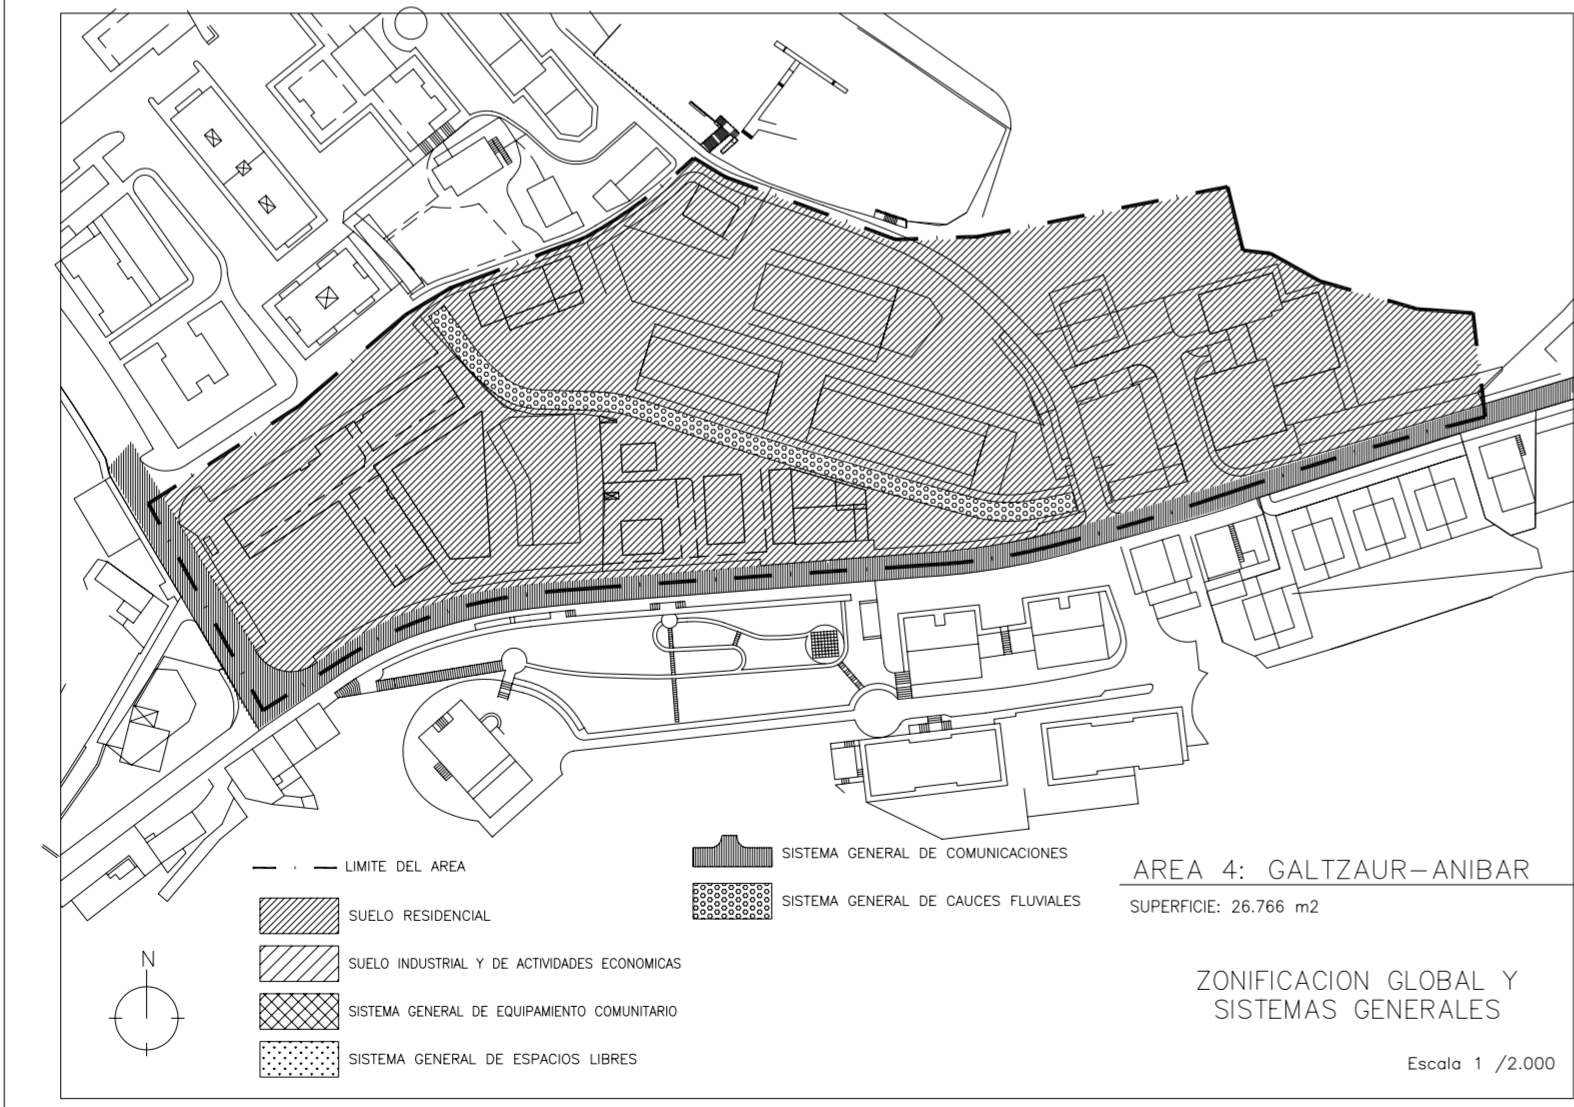 LIMITE DEL AREA
SUELO RESIDENCIAL
SUELO INDUSTRIAL Y DE ACTIVIDADES ECONOMICAS
SISTEMA GENERAL DE EQUIPAMIENTO COMUNITARIO
SISTEMA GENERAL DE ESPACIOS LIBRES
SISTEMA GENERAL DE COMUNICACIONES
SISTEMA GENERAL DE CAUCES FLUVIALES
AREA 4: GALTZAUR-ANIBAR
SUPERFICIE: 26.766 m2
N
ZONIFICACION GLOBAL Y
SISTEMAS GENERALES
Escala 1 /2.000